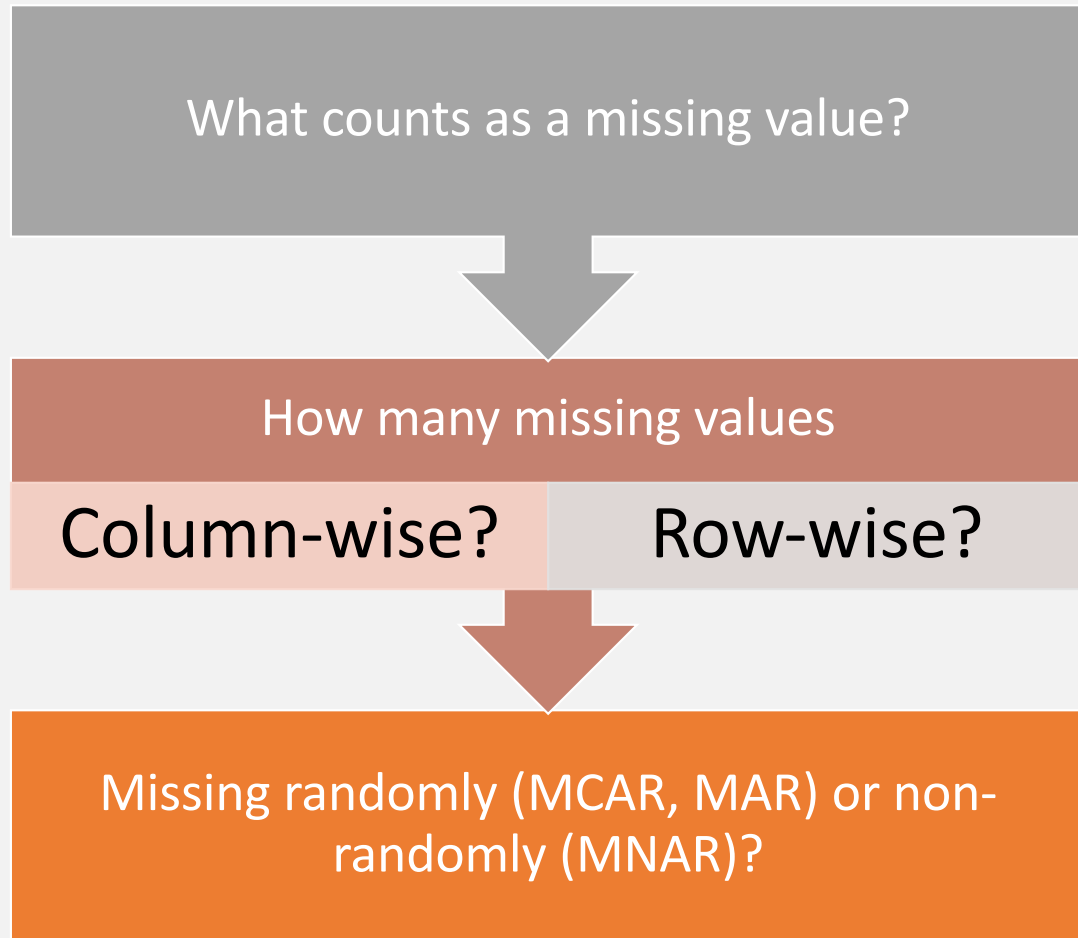 What counts as a missing value?
How many missing values
Column-wise?
Row-wise?
Missing randomly (MCAR, MAR) or non-
randomly (MNAR)?